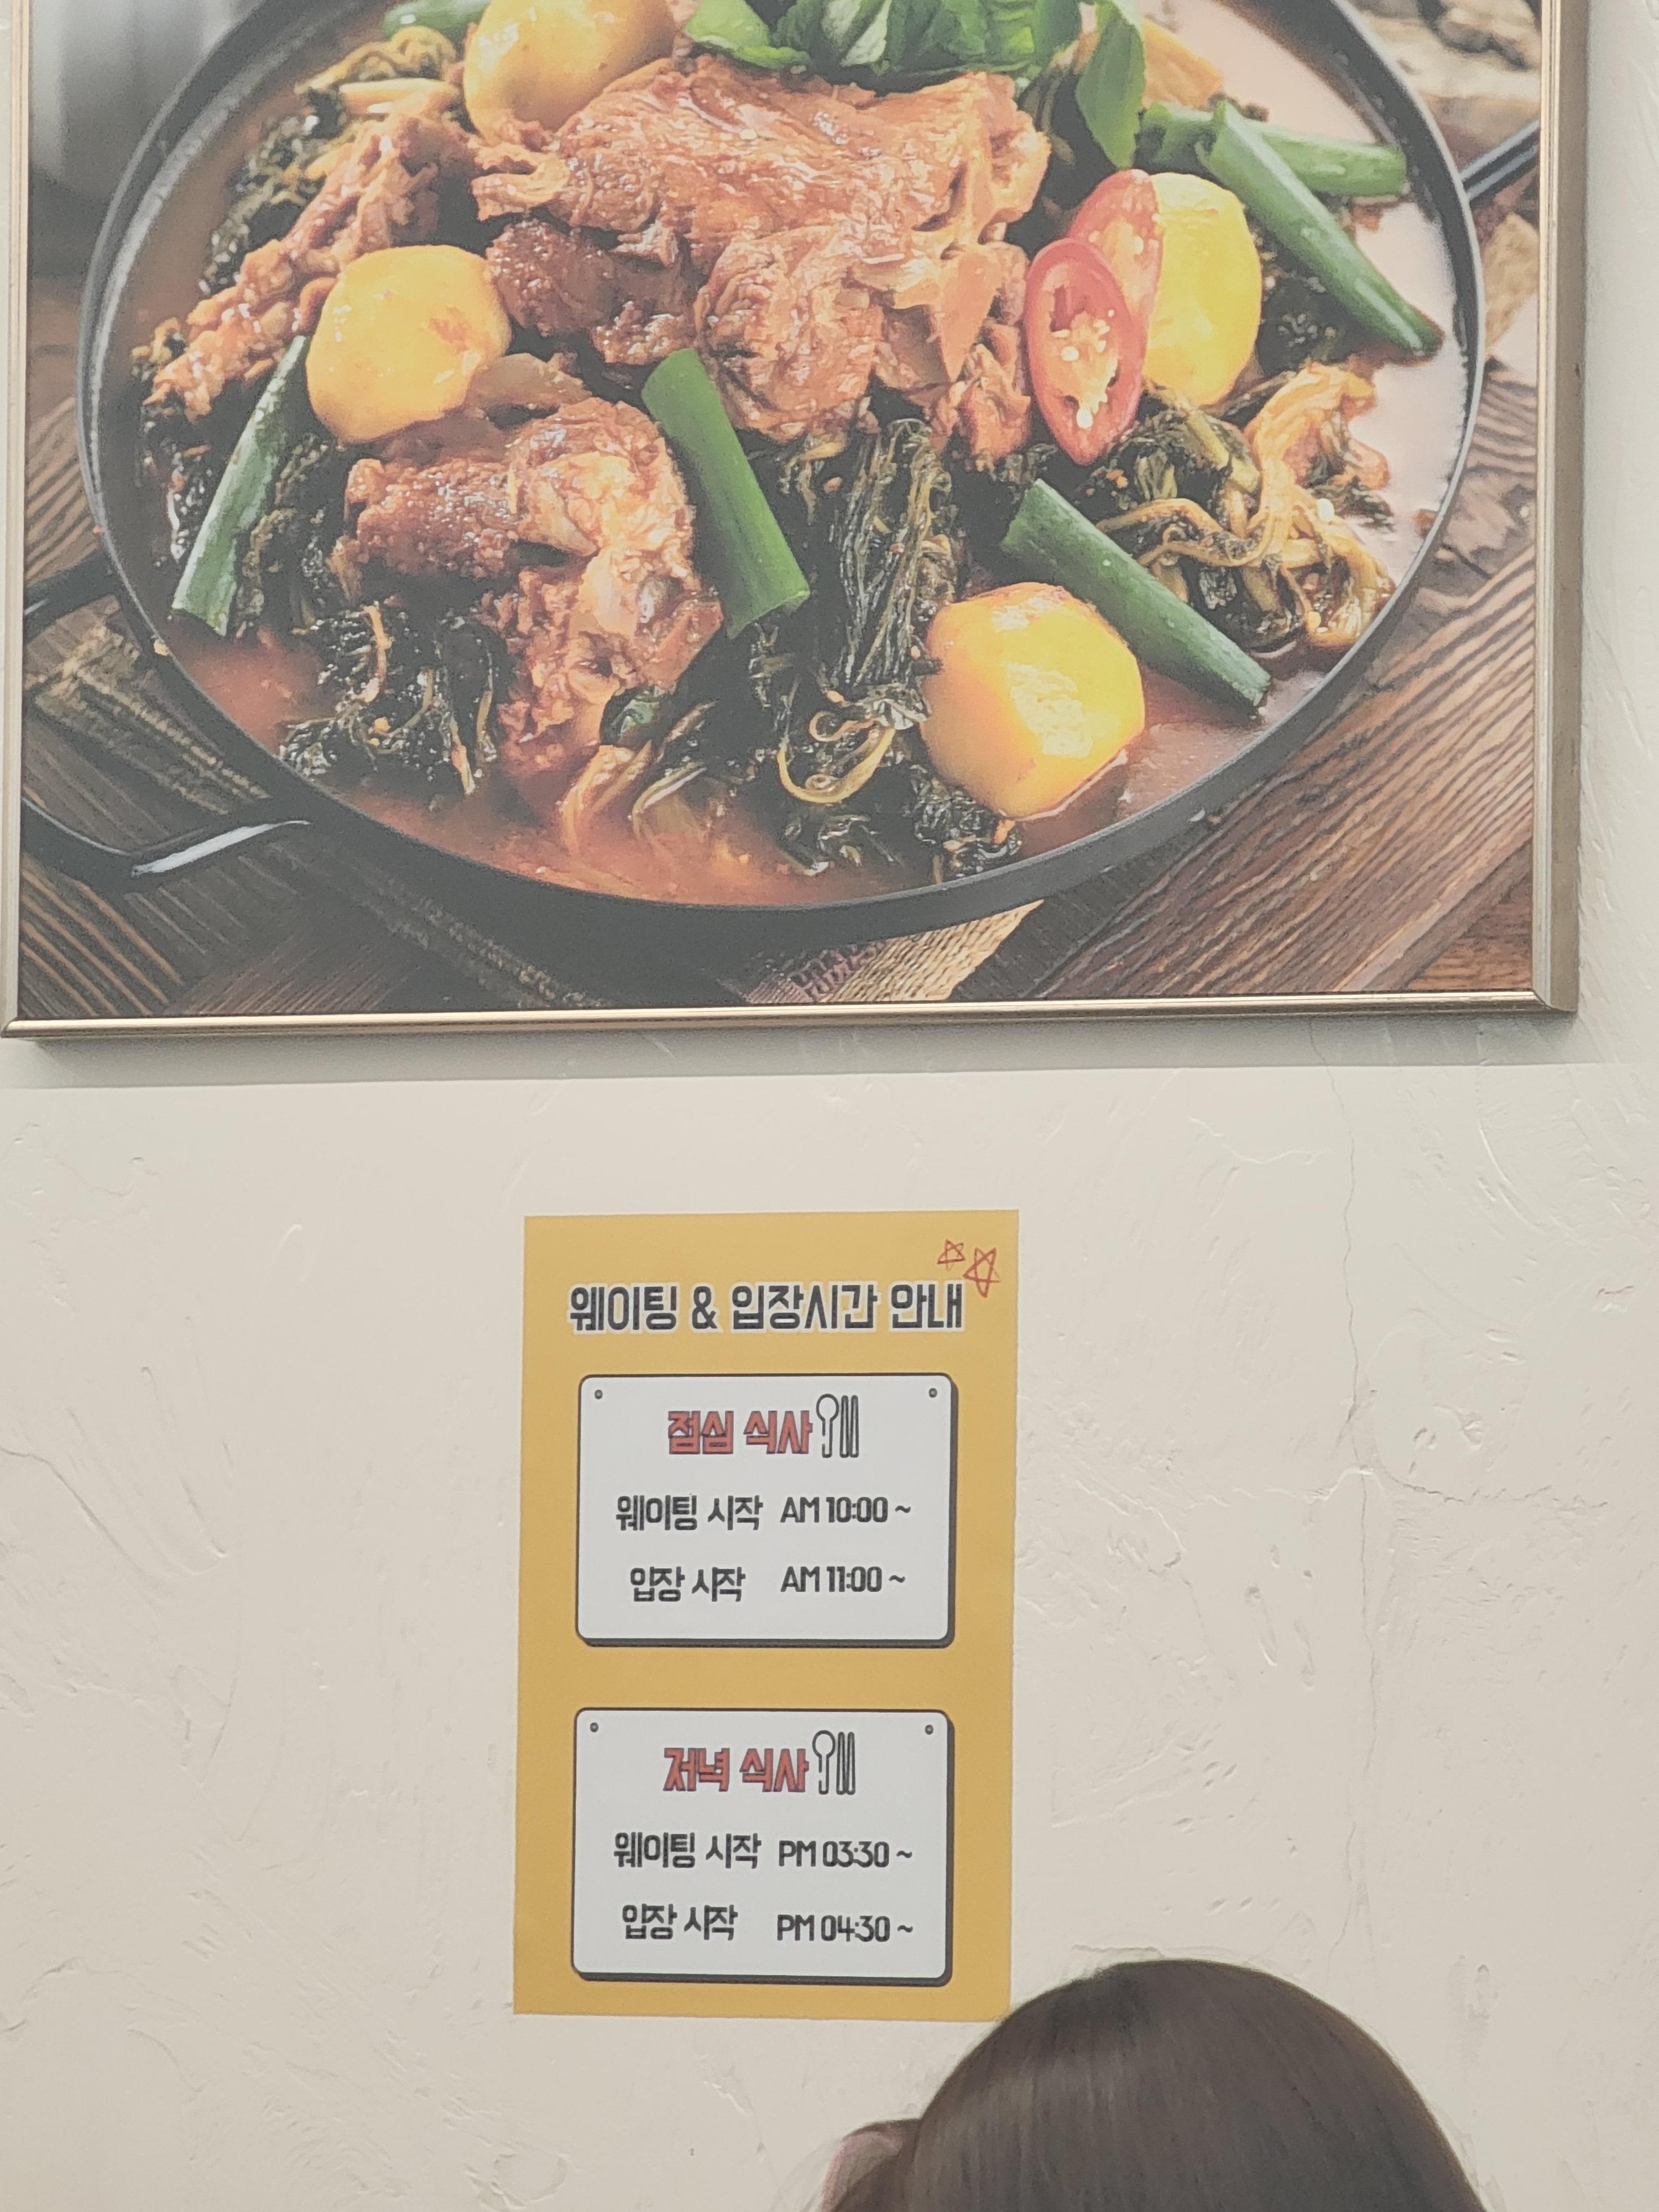 웨이팅 & 입장시간 안내
점심 식사
웨이팅 시작 AM 10:00 ~
입장 시작 AM 11:00 ~
저녁 식사
웨이팅 시작 PM 03:30 ~
입장 시작 PM 04:30 ~